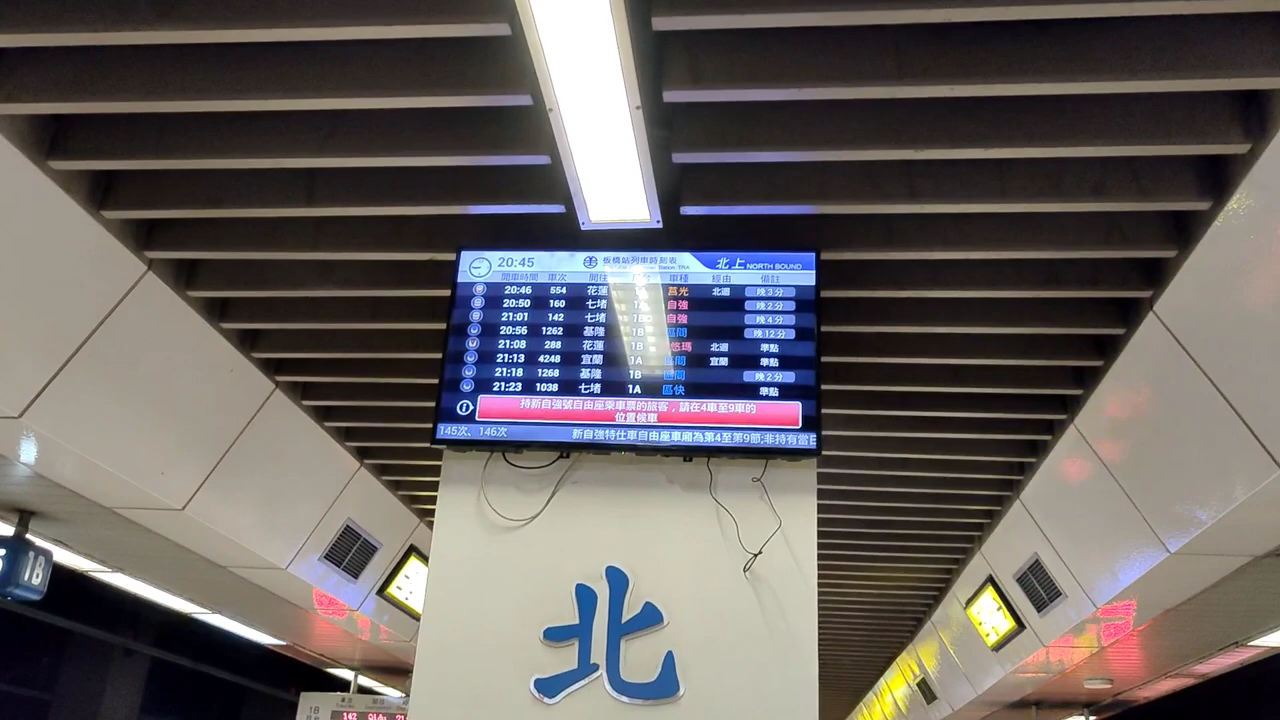 20:45 板橋站列車時刻表 北上 NORTH BOUND
Station, TRA
開車時間 車次 開往 車種 經由 備註
20:46 554 花蓮 莒光 北迴 晚3分
20:50 160 七堵 自強 晚2分
21:01 142 七堵 1B 自強 晚4分
20:56 1262 基隆 1B 區間 晚12分
21:08 288 花蓮 1B 悠瑪 北迴 準點
21:13 4248 宜蘭 1A 區間 宜蘭 準點
21:18 1268 基隆 1B 區間 晚2分
21:23 1038 七堵 1A 區快 準點
持新自強號自由座乘車票的旅客，請在4車至9車的
位置候車
145次、146次 新自強特仕車自由座車廂為第4至第9節;非持有當日
1B
北
1B
142